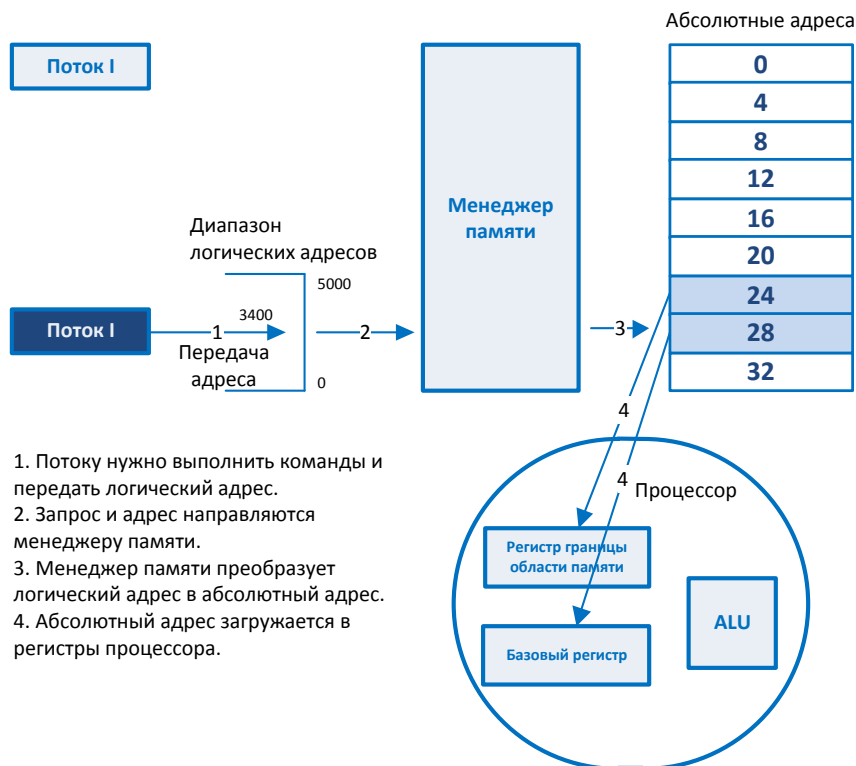 Абсолютные адреса
Поток I
0
4
8
12
16
20
24
28
32
Менеджер
памяти
Диапазон
логических адресов
5000
3400
0
Поток I
1
Передача
адреса
2
3
4
4
Процессор
Регистр границы
области памяти
Базовый регистр
ALU
1. Потоку нужно выполнить команды и
передать логический адрес.
2. Запрос и адрес направляются
менеджеру памяти.
3. Менеджер памяти преобразует
логический адрес в абсолютный адрес.
4. Абсолютный адрес загружается в
регистры процессора.